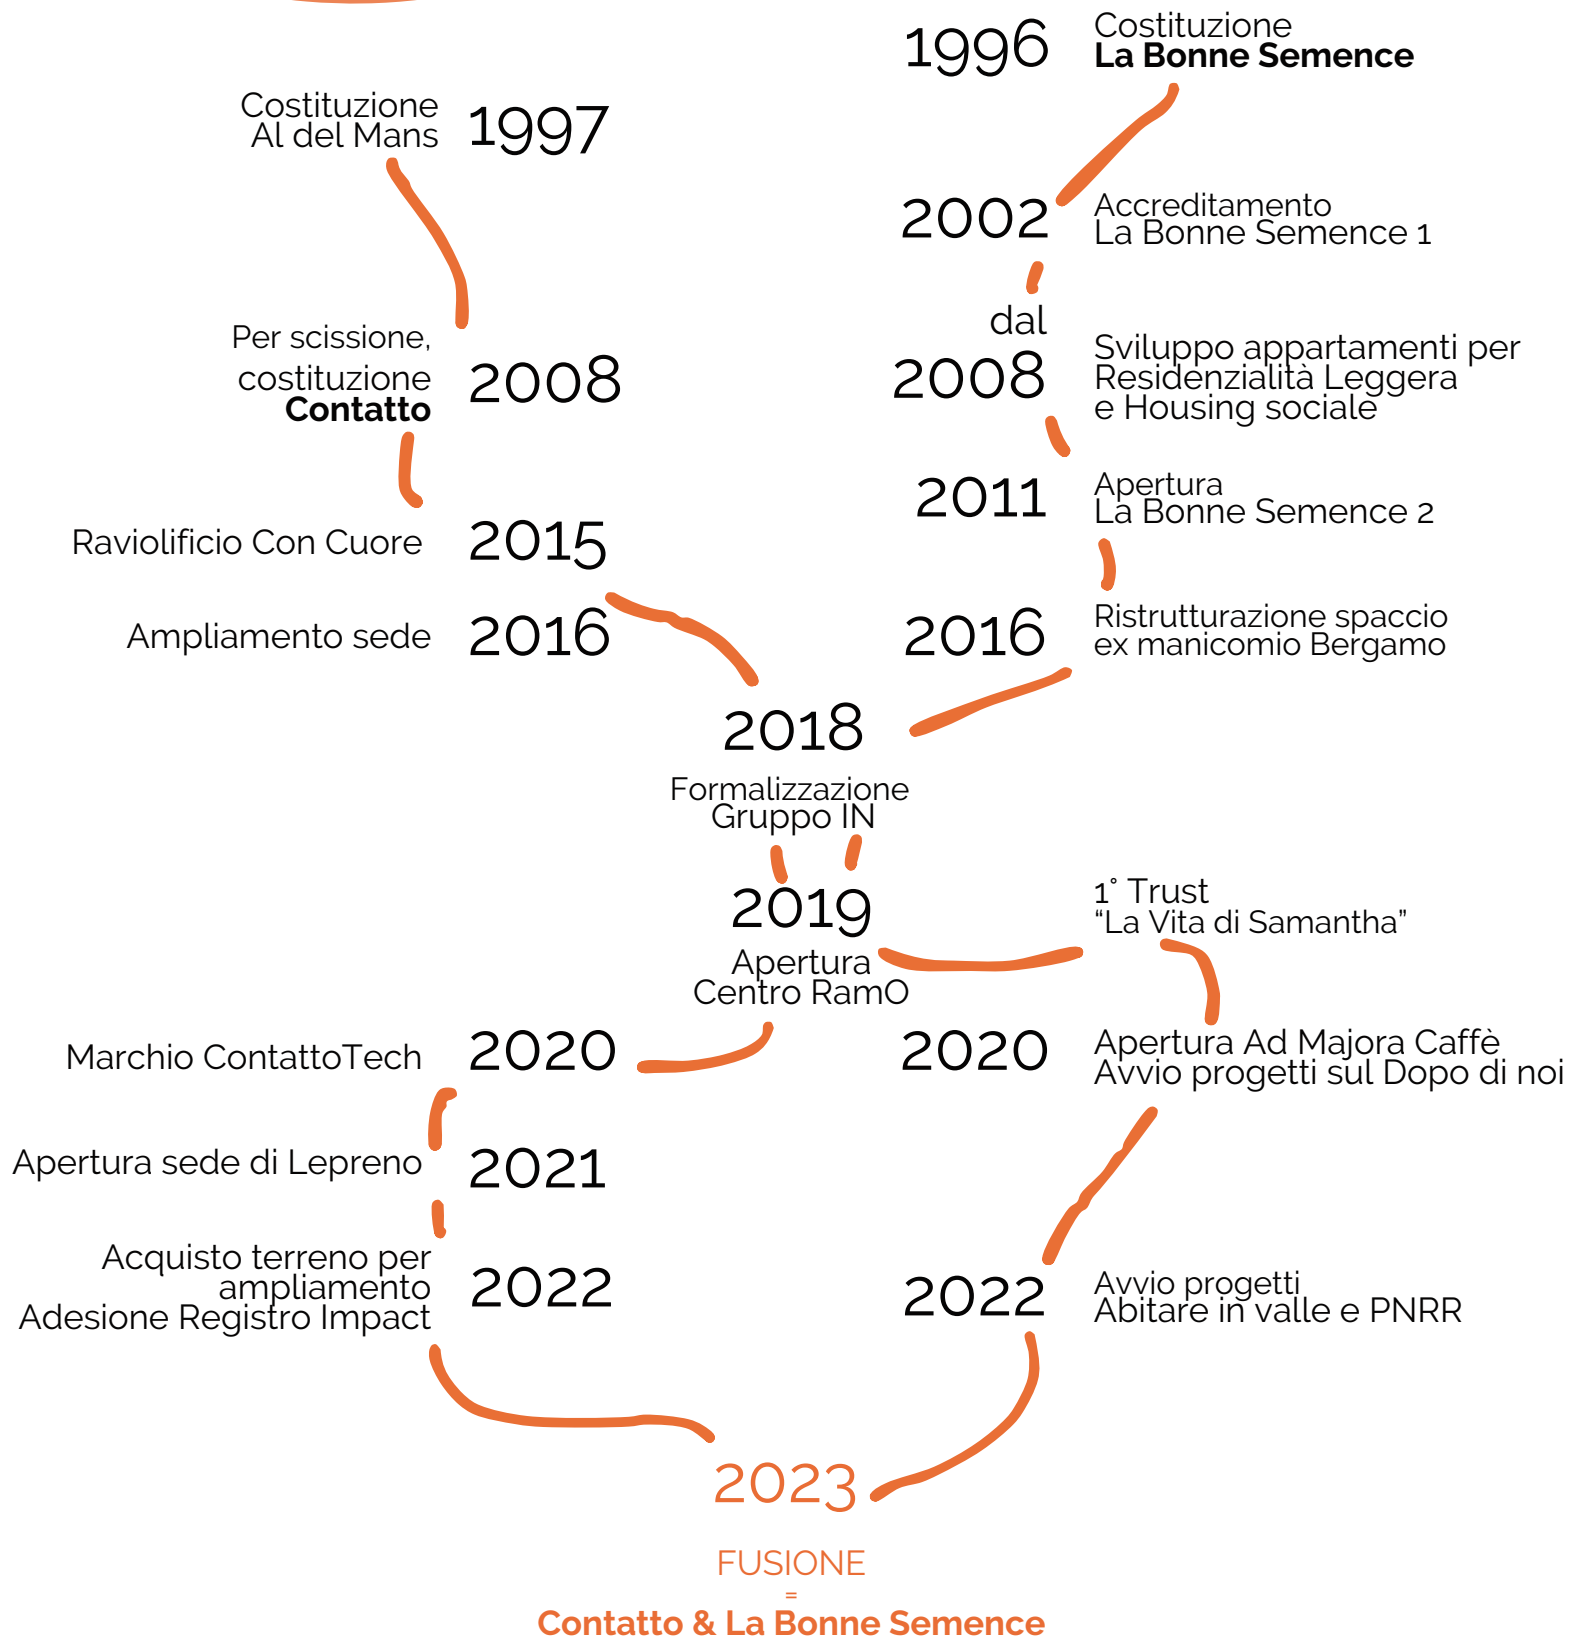 1996
Costituzione
La Bonne Semence
Costituzione
Al del Mans
1997
2002
Accreditamento
La Bonne Semence 1
Per scissione,
costituzione
Contatto
2008
dal
2008
Sviluppo appartamenti per
Residenzialità Leggera
e Housing sociale
2011
Apertura
La Bonne Semence 2
Raviolificio Con Cuore
2015
Ampliamento sede
2016
2016
Ristrutturazione spaccio
ex manicomio Bergamo
2018
Formalizzazione
Gruppo IN
2019
Apertura
Centro RamO
1° Trust
“La Vita di Samantha”
Marchio ContattoTech
2020
2020
Apertura Ad Majora Caffè
Avvio progetti sul Dopo di noi
Apertura sede di Lepreno
2021
Acquisto terreno per
ampliamento
Adesione Registro Impact
2022
2022
Avvio progetti
Abitare in valle e PNRR
2023
FUSIONE
=
Contatto & La Bonne Semence